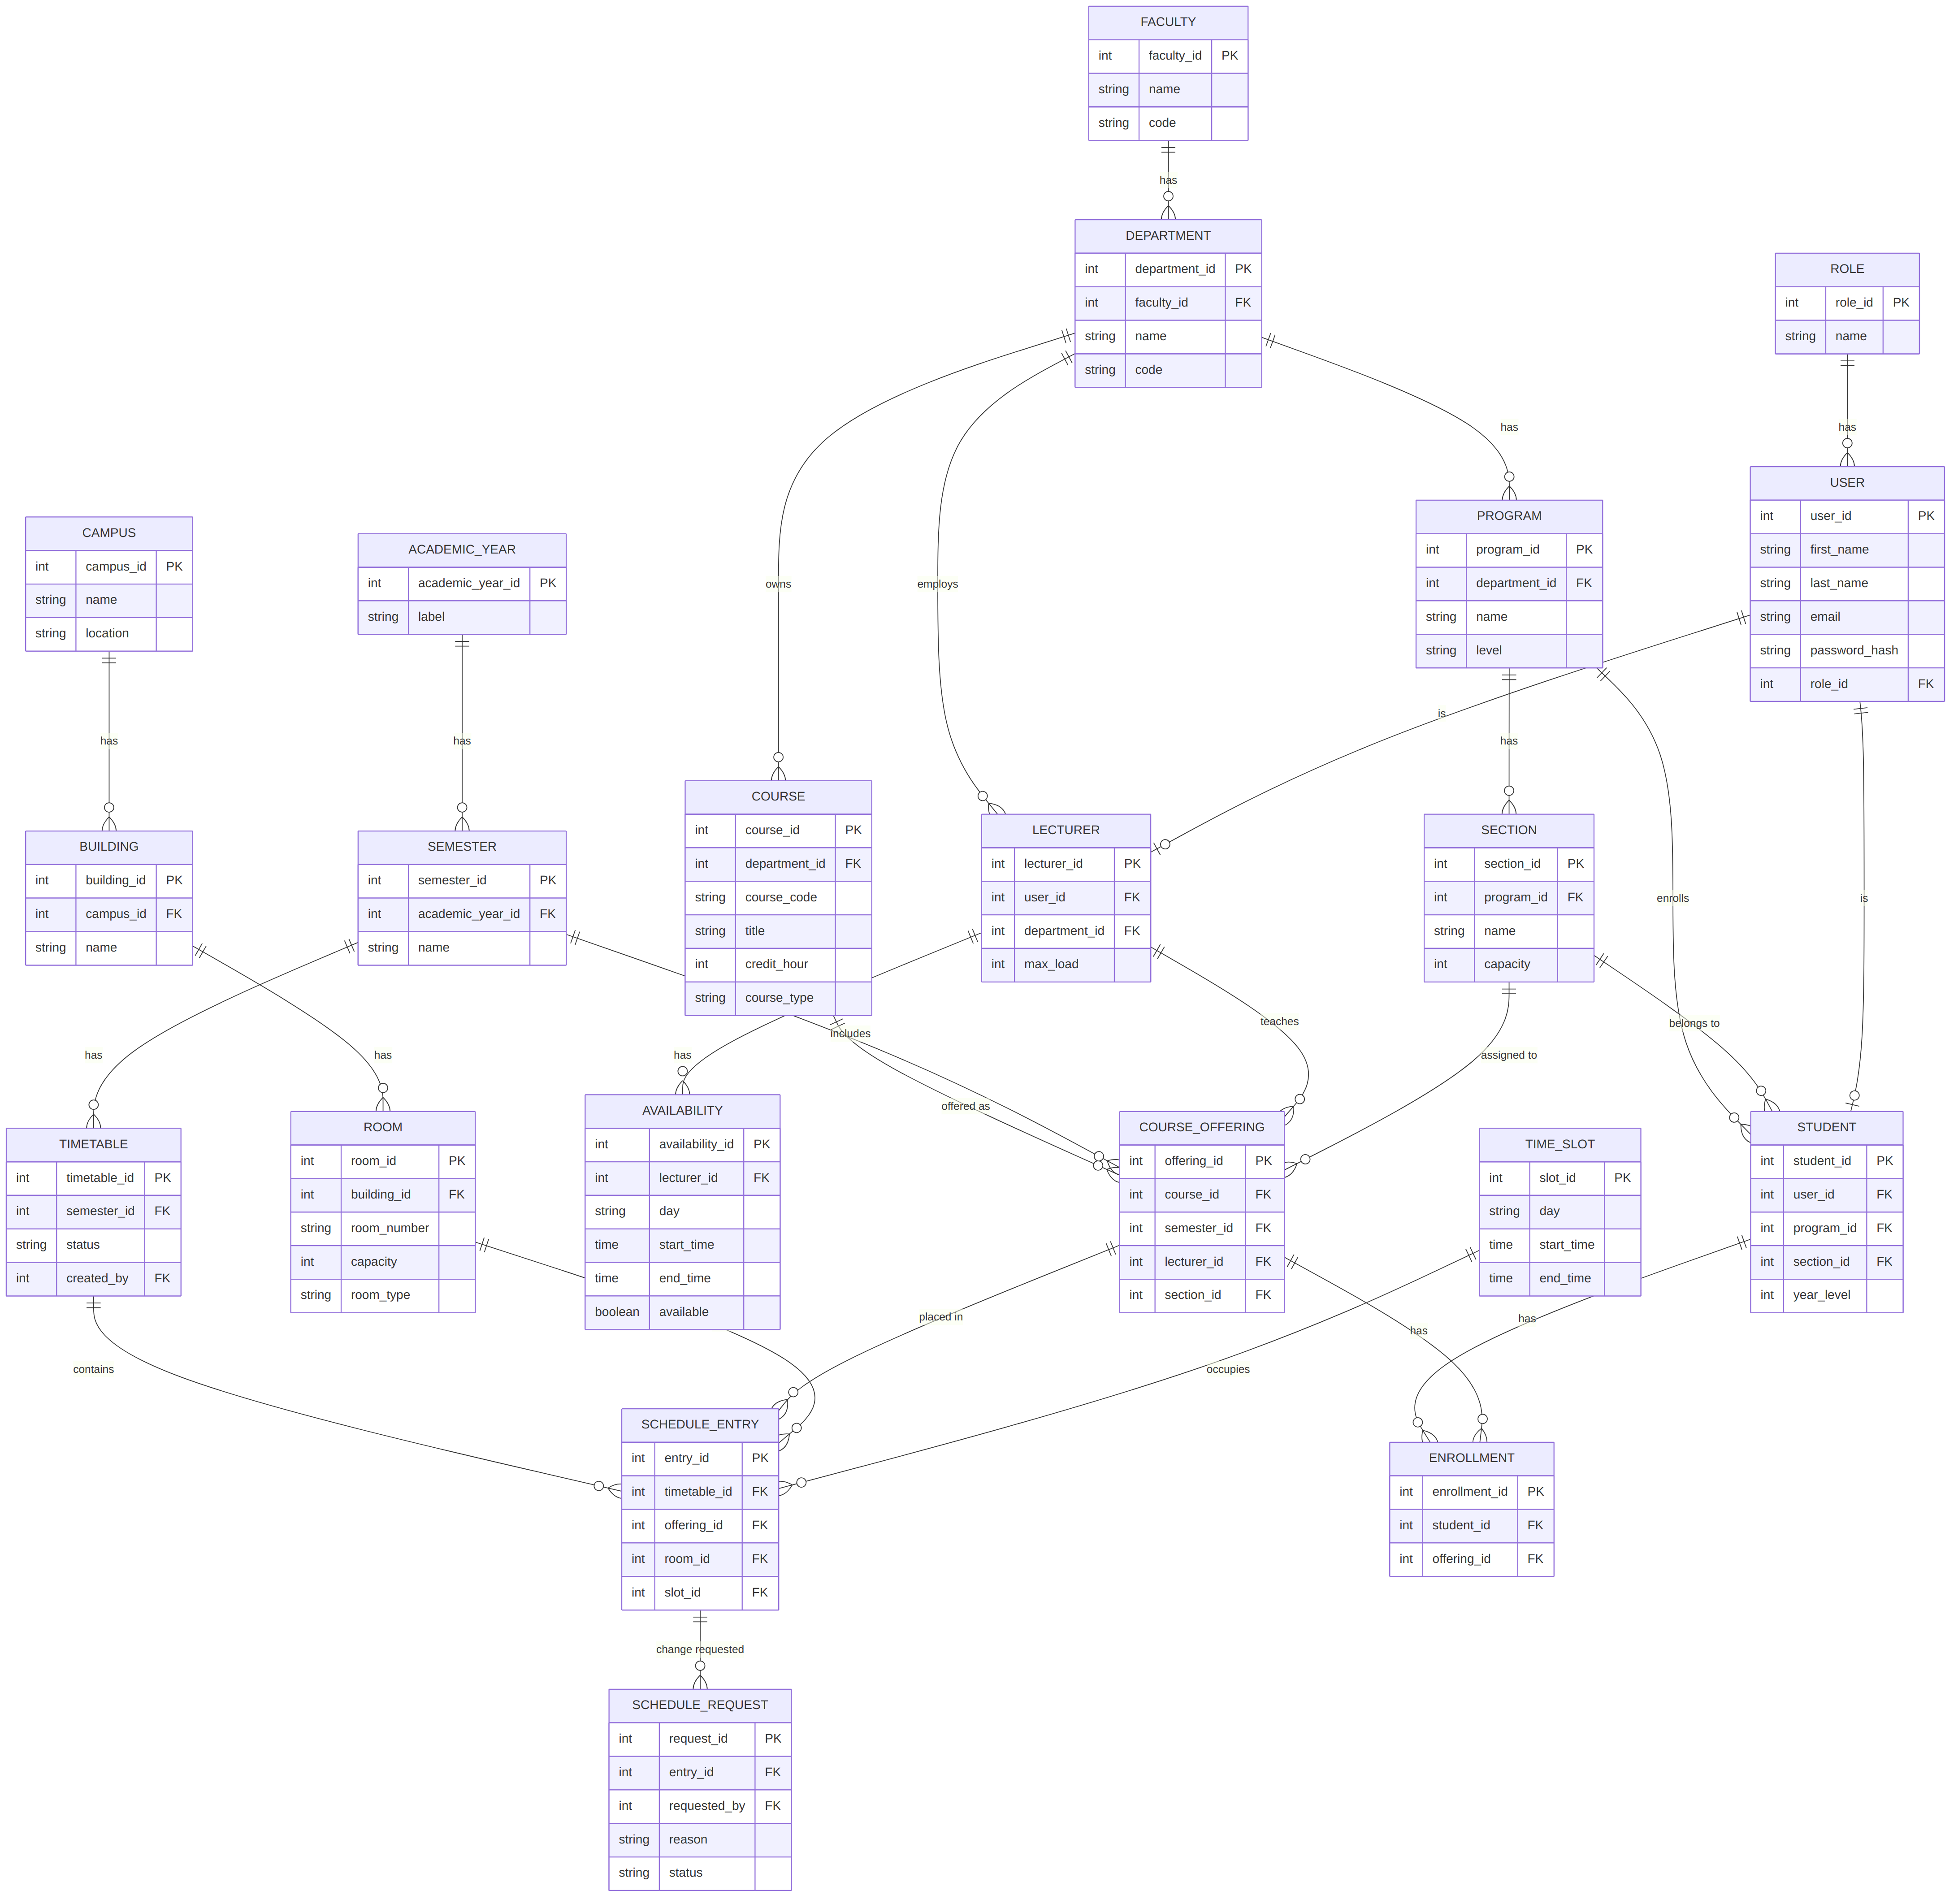 FACULTY
int faculty_id PK
string name
string code
has
DEPARTMENT
int department_id PK
int faculty_id FK
string name
string code
ROLE
int role_id PK
string name
has
has
USER
int user_id PK
string first_name
string last_name
string email
string password_hash
int role_id FK
PROGRAM
int program_id PK
int department_id FK
string name
string level
CAMPUS
int campus_id PK
string name
string location
ACADEMIC_YEAR
int academic_year_id PK
string label
owns
employs
is
has
has
has
COURSE
int course_id PK
int department_id FK
string course_code
string title
int credit_hour
string course_type
LECTURER
int lecturer_id PK
int user_id FK
int department_id FK
int max_load
SECTION
int section_id PK
int program_id FK
string name
int capacity
BUILDING
int building_id PK
int campus_id FK
string name
SEMESTER
int semester_id PK
int academic_year_id FK
string name
enrolls
is
teaches
belongs to
includes
has
has
has
assigned to
offered as
AVAILABILITY
int availability_id PK
int lecturer_id FK
string day
time start_time
time end_time
boolean available
ROOM
int room_id PK
int building_id FK
string room_number
int capacity
string room_type
COURSE_OFFERING
int offering_id PK
int course_id FK
int semester_id FK
int lecturer_id FK
int section_id FK
STUDENT
int student_id PK
int user_id FK
int program_id FK
int section_id FK
int year_level
TIMETABLE
int timetable_id PK
int semester_id FK
string status
int created_by FK
TIME_SLOT
int slot_id PK
string day
time start_time
time end_time
placed in
has
has
contains
occupies
SCHEDULE_ENTRY
int entry_id PK
int timetable_id FK
int offering_id FK
int room_id FK
int slot_id FK
ENROLLMENT
int enrollment_id PK
int student_id FK
int offering_id FK
change requested
SCHEDULE_REQUEST
int request_id PK
int entry_id FK
int requested_by FK
string reason
string status